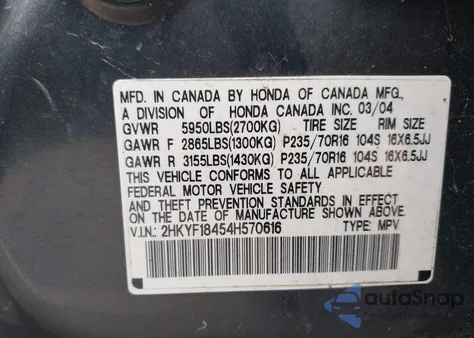 MFD. IN CANADA BY HONDA OF CANADA MFG.,
A DIVISION OF HONDA CANADA INC. 03/04
GVWR 5950LBS(2700KG) TIRE SIZE RIM SIZE
GAWR F 2865LBS(1300KG) P235/70R16 104S 16X6.5JJ
GAWR R 3155LBS(1430KG) P235/70R16 104S 16X6.5JJ
THIS VEHICLE CONFORMS TO ALL APPLICABLE
FEDERAL MOTOR VEHICLE SAFETY
AND THEFT PREVENTION STANDARDS IN EFFECT
ON THE DATE OF MANUFACTURE SHOWN ABOVE.
V.I.N.: 2HKYF18454H570616 TYPE: MPV
autoSnap